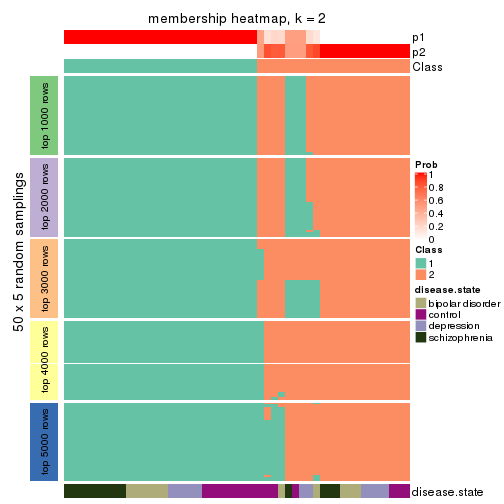 membership heatmap, k = 2
p1
p2
Class
50 x 5 random samplings
top 1000 rows
top 2000 rows
top 3000 rows
top 4000 rows
top 5000 rows
Prob
1
0.8
0.6
0.4
0.2
0
Class
1
2
disease.state
bipolar disorder
control
depression
schizophrenia
disease.state